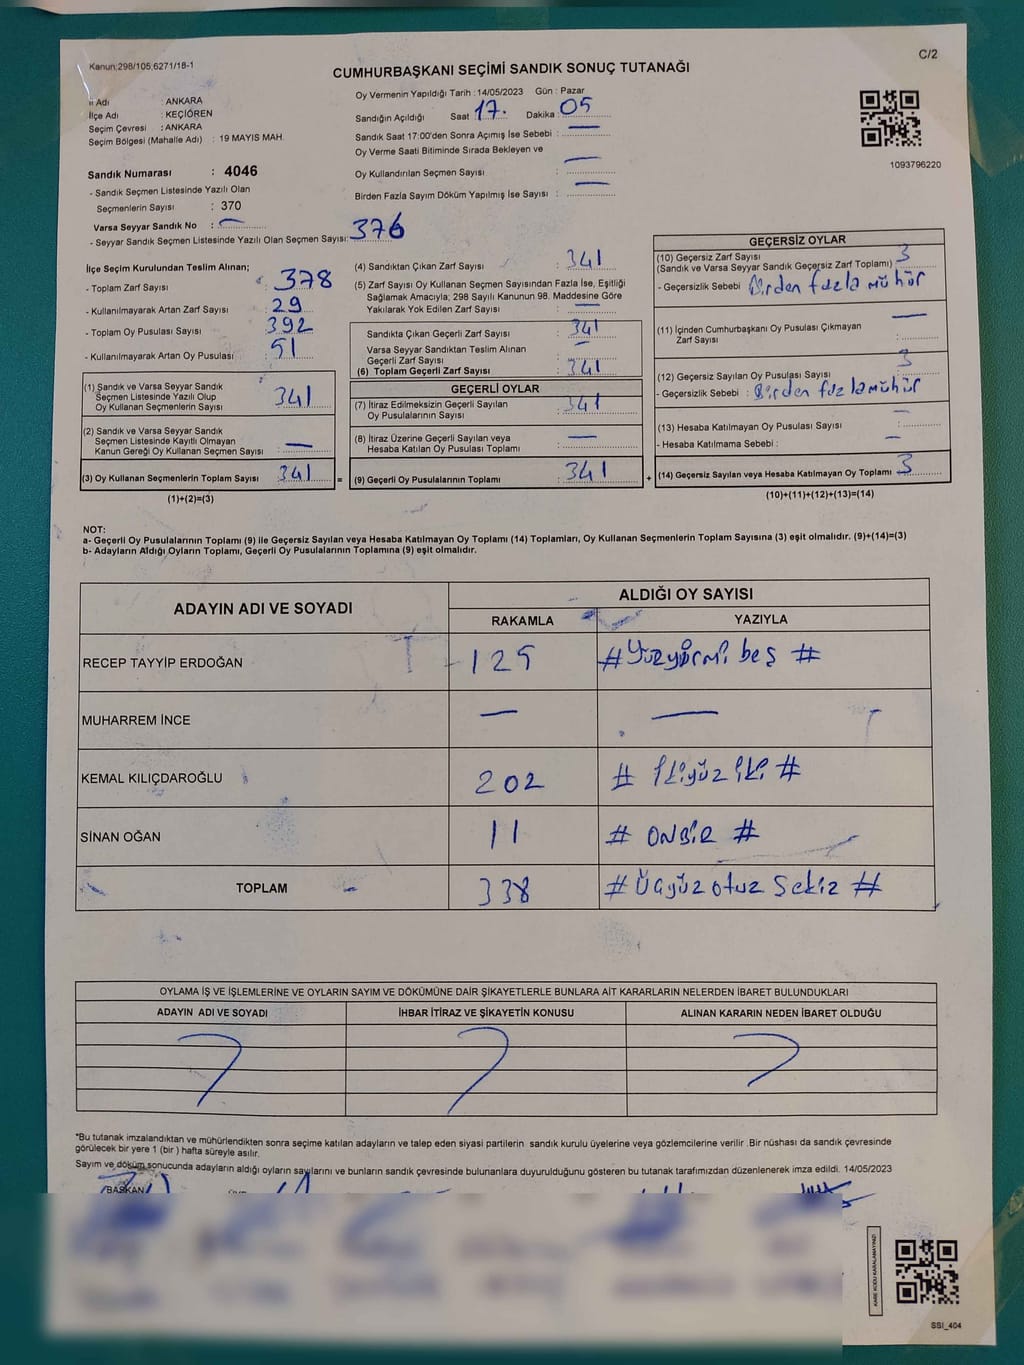 Kanun:298/105;6271/18-1
C/2
CUMHURBAŞKANI SEÇİMİ SANDIK SONUÇ TUTANAĞI
İl Adı : ANKARA
İlçe Adı : KEÇİÖREN
Seçim Çevresi : ANKARA
Seçim Bölgesi (Mahalle Adı) : 19 MAYIS MAH.
Sandık Numarası : 4046
- Sandık Seçmen Listesinde Yazılı Olan
Seçmenlerin Sayısı : 370
Varsa Seyyar Sandık No : —
- Seyyar Sandık Seçmen Listesinde Yazılı Olan Seçmen Sayısı: 376
Oy Vermenin Yapıldığı Tarih : 14/05/2023 Gün : Pazar
Sandığın Açıldığı Saat 17. Dakika : 05
Sandık Saat 17:00'den Sonra Açımış İse Sebebi : —
Oy Verme Saati Bitiminde Sırada Bekleyen ve
Oy Kullandırılan Seçmen Sayısı : —
Birden Fazla Sayım Döküm Yapılmış İse Sayısı : —
1093796220
İlçe Seçim Kurulundan Teslim Alınan;
- Toplam Zarf Sayısı : 378
- Kullanılmayarak Artan Zarf Sayısı : 29
- Toplam Oy Pusulası Sayısı : 392
- Kullanılmayarak Artan Oy Pusulası : 51
(1) Sandık ve Varsa Seyyar Sandık
Seçmen Listesinde Yazılı Olup
Oy Kullanan Seçmenlerin Sayısı : 341
(2) Sandık ve Varsa Seyyar Sandık
Seçmen Listesinde Kayıtlı Olmayan
Kanun Gereği Oy Kullanan Seçmen Sayısı : —
(3) Oy Kullanan Seçmenlerin Toplam Sayısı : 341 =
(1)+(2)=(3)
(4) Sandıktan Çıkan Zarf Sayısı : 341
(5) Zarf Sayısı Oy Kullanan Seçmen Sayısından Fazla İse, Eşitliği
Sağlamak Amacıyla; 298 Sayılı Kanunun 98. Maddesine Göre
Yakılarak Yok Edilen Zarf Sayısı : —
Sandıkta Çıkan Geçerli Zarf Sayısı : 341
Varsa Seyyar Sandıktan Teslim Alınan
Geçerli Zarf Sayısı : —
(6) Toplam Geçerli Zarf Sayısı : 341
GEÇERLİ OYLAR
(7) İtiraz Edilmeksizin Geçerli Sayılan
Oy Pusulalarının Sayısı : 341
(8) İtiraz Üzerine Geçerli Sayılan veya
Hesaba Katılan Oy Pusulası Toplamı : —
(9) Geçerli Oy Pusulalarının Toplamı : 341 +
GEÇERSİZ OYLAR
(10) Geçersiz Zarf Sayısı
(Sandık ve Varsa Seyyar Sandık Geçersiz Zarf Toplamı) : 3
- Geçersizlik Sebebi : Birden fazla mühür
(11) İçinden Cumhurbaşkanı Oy Pusulası Çıkmayan
Zarf Sayısı : —
(12) Geçersiz Sayılan Oy Pusulası Sayısı : 3
- Geçersizlik Sebebi : Birden fazla mühür
(13) Hesaba Katılmayan Oy Pusulası Sayısı : —
- Hesaba Katılmama Sebebi : —
(14) Geçersiz Sayılan veya Hesaba Katılmayan Oy Toplamı : 3
(10)+(11)+(12)+(13)=(14)
NOT:
a- Geçerli Oy Pusulalarının Toplamı (9) ile Geçersiz Sayılan veya Hesaba Katılmayan Oy Toplamı (14) Toplamları, Oy Kullanan Seçmenlerin Toplam Sayısına (3) eşit olmalıdır. (9)+(14)=(3)
b- Adayların Aldığı Oyların Toplamı, Geçerli Oy Pusulalarının Toplamına (9) eşit olmalıdır.
ADAYIN ADI VE SOYADI ALDIĞI OY SAYISI
RAKAMLA YAZIYLA
RECEP TAYYİP ERDOĞAN 125 # Yüzyirmi beş #
MUHARREM İNCE — —
KEMAL KILIÇDAROĞLU 202 # İkiyüz iki #
SİNAN OĞAN 11 # ONBİR #
TOPLAM 338 # Üçyüz otuz sekiz #
OYLAMA İŞ VE İŞLEMLERİNE VE OYLARIN SAYIM VE DÖKÜMÜNE DAİR ŞİKAYETLERLE BUNLARA AİT KARARLARIN NELERDEN İBARET BULUNDUKLARI
ADAYIN ADI VE SOYADI İHBAR İTİRAZ VE ŞİKAYETİN KONUSU ALINAN KARARIN NEDEN İBARET OLDUĞU
*Bu tutanak imzalandıktan ve mühürlendikten sonra seçime katılan adayların ve talep eden siyasi partilerin sandık kurulu üyelerine veya gözlemcilerine verilir .Bir nüshası da sandık çevresinde
görülecek bir yere 1 (bir ) hafta süreyle asılır.
Sayım ve döküm sonucunda adayların aldığı oyların sayılarını ve bunların sandık çevresinde bulunanlara duyurulduğunu gösteren bu tutanak tarafımızdan düzenlenerek imza edildi. 14/05/2023
BAŞKAN
KARE KODU KARALAMAYINIZ!
SSI_404